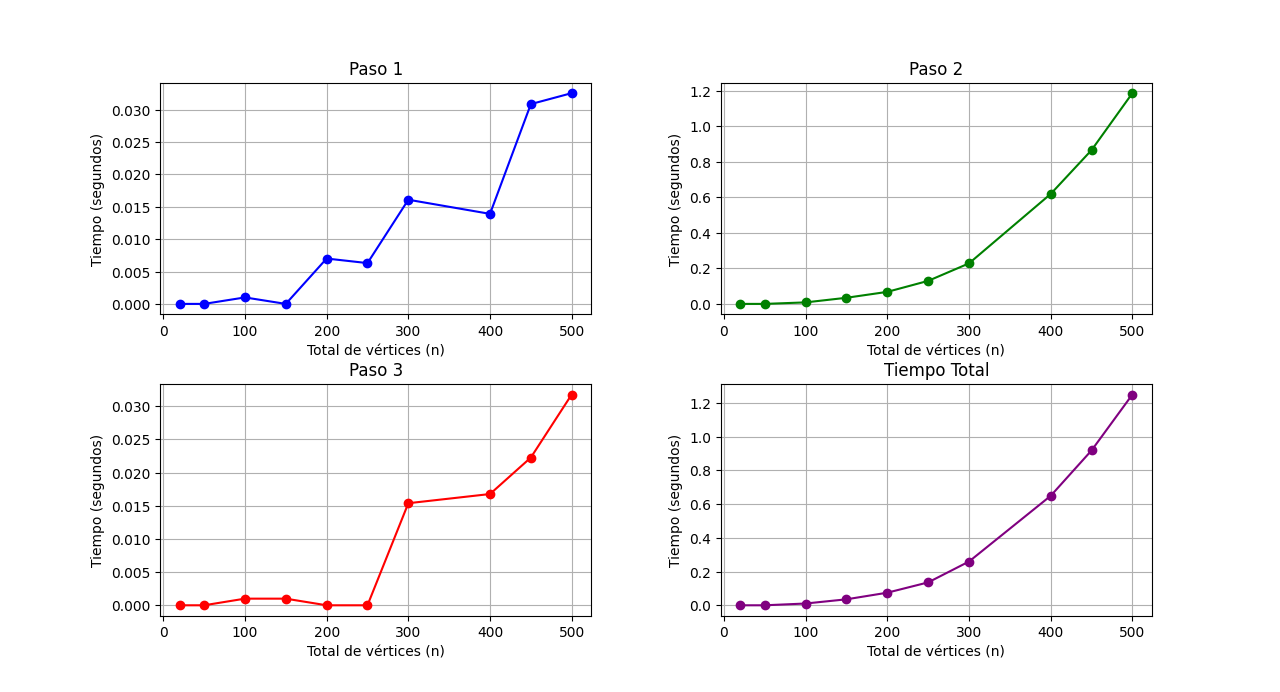 Paso 1
Tiempo (segundos)
0.030
0.025
0.020
0.015
0.010
0.005
0.000
0 100 200 300 400 500
Total de vértices (n)
Paso 2
Tiempo (segundos)
1.2
1.0
0.8
0.6
0.4
0.2
0.0
0 100 200 300 400 500
Total de vértices (n)
Paso 3
Tiempo (segundos)
0.030
0.025
0.020
0.015
0.010
0.005
0.000
0 100 200 300 400 500
Total de vértices (n)
Tiempo Total
Tiempo (segundos)
1.2
1.0
0.8
0.6
0.4
0.2
0.0
0 100 200 300 400 500
Total de vértices (n)